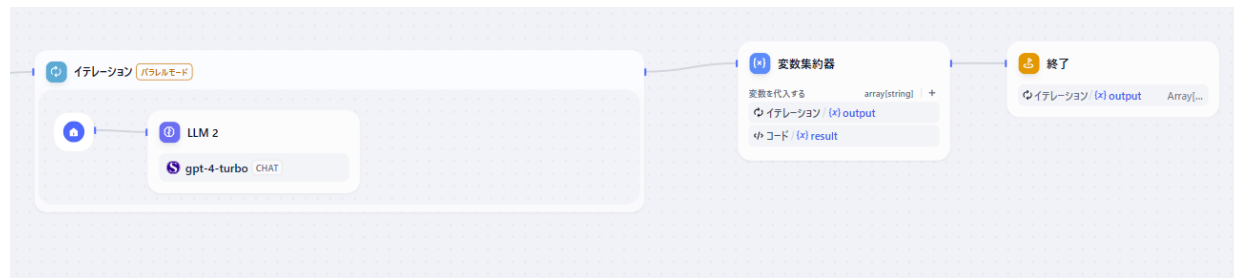 イテレーション パラレルモード
LLM 2
gpt-4-turbo CHAT
変数集約器
変数を代入する array[string] +
イテレーション / {x} output
コード / {x} result
終了
イテレーション / {x} output Array[...